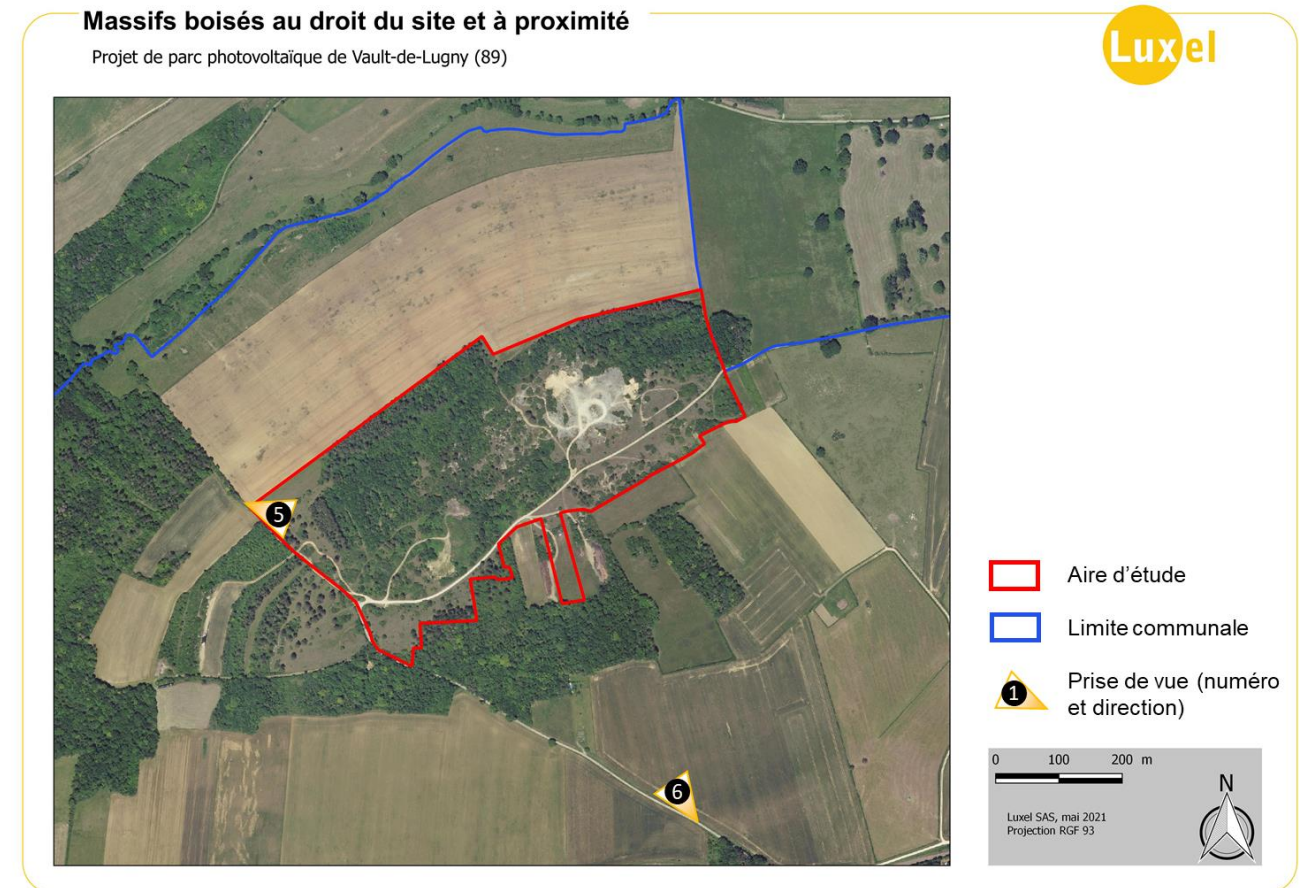 Massifs boisés au droit du site et à proximité
Projet de parc photovoltaïque de Vault-de-Lugny (89)
Luxel
5
6
Aire d'étude
Limite communale
1
Prise de vue (numéro
et direction)
0 100 200 m
N
Luxel SAS, mai 2021
Projection RGF 93